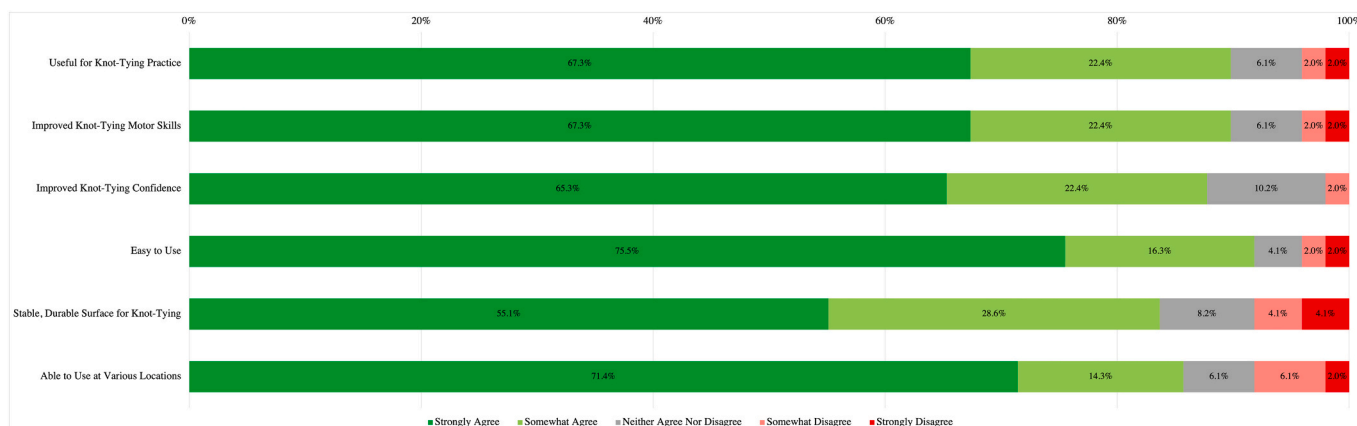 0% 20% 40% 60% 80% 100%
Useful for Knot-Tying Practice 67.3% 22.4% 6.1% 2.0% 2.0%
Improved Knot-Tying Motor Skills 67.3% 22.4% 6.1% 2.0% 2.0%
Improved Knot-Tying Confidence 65.3% 22.4% 10.2% 2.0%
Easy to Use 75.5% 16.3% 4.1% 2.0% 2.0%
Stable, Durable Surface for Knot-Tying 55.1% 28.6% 8.2% 4.1% 4.1%
Able to Use at Various Locations 71.4% 14.3% 6.1% 6.1% 2.0%
Strongly Agree Somewhat Agree Neither Agree Nor Disagree Somewhat Disagree Strongly Disagree